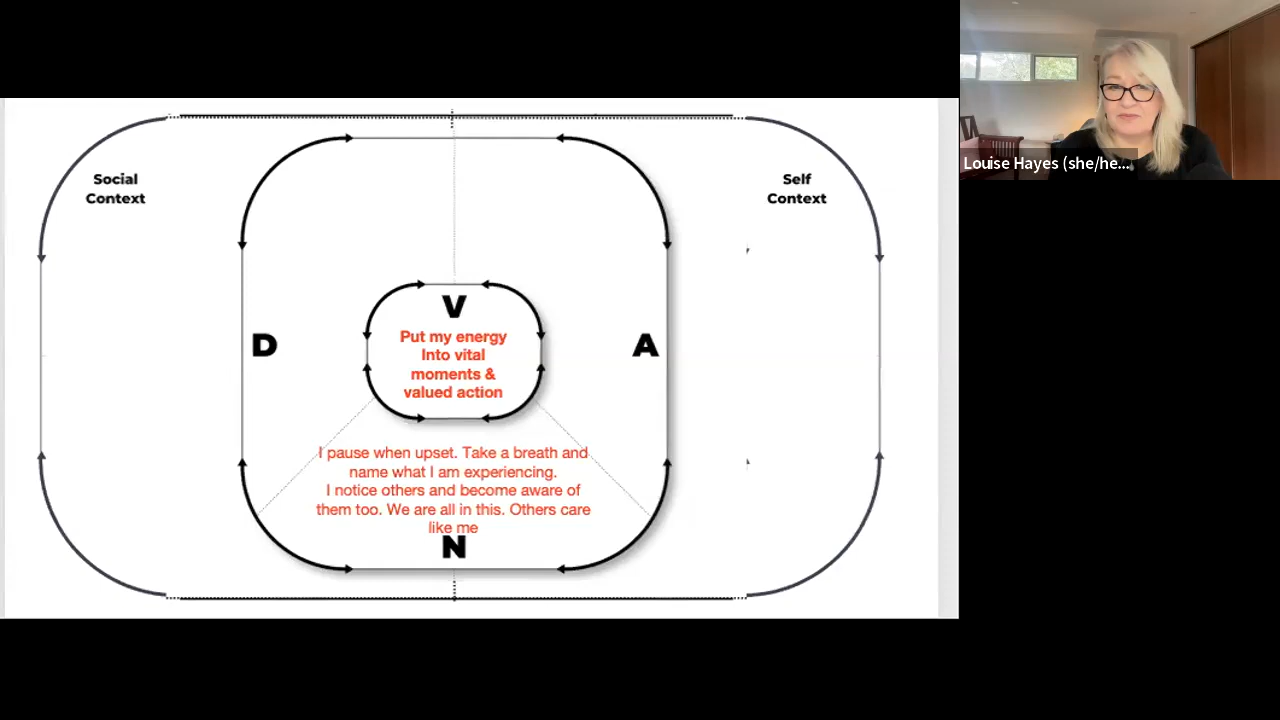 Social
Context
Self
Context
V
Put my energy
Into vital
moments &
valued action
D
A
I pause when upset. Take a breath and
name what I am experiencing.
I notice others and become aware of
them too. We are all in this. Others care
like me
N
Louise Hayes (she/he...